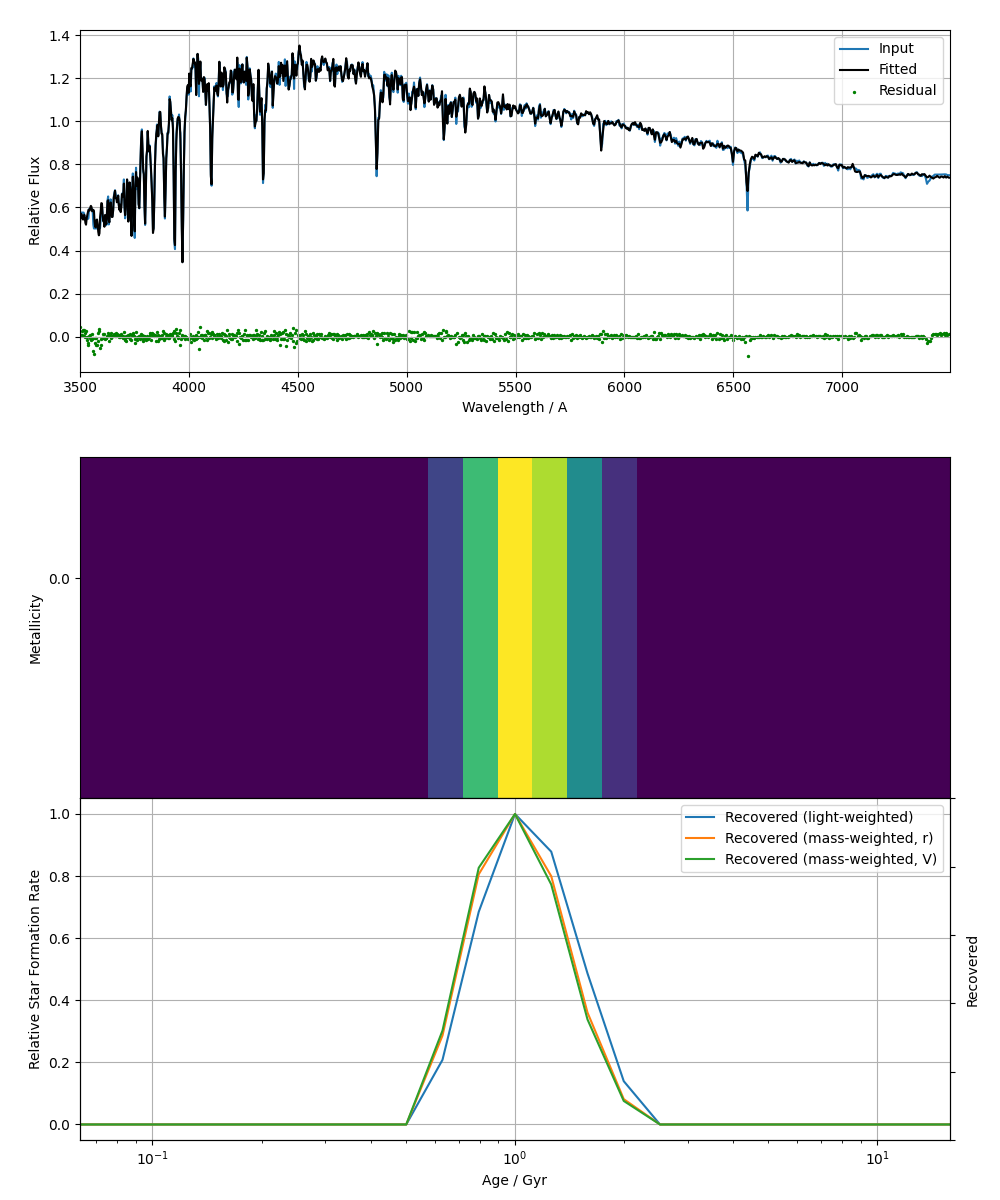 1.4
1.2
1.0
0.8
0.6
0.4
0.2
0.0
Relative Flux
Input
Fitted
Residual
3500 4000 4500 5000 5500 6000 6500 7000
Wavelength / A
0.0
Metallicity
1.0
0.8
0.6
0.4
0.2
0.0
Relative Star Formation Rate
Recovered (light-weighted)
Recovered (mass-weighted, r)
Recovered (mass-weighted, V)
Recovered
10⁻¹ 10⁰ 10¹
Age / Gyr